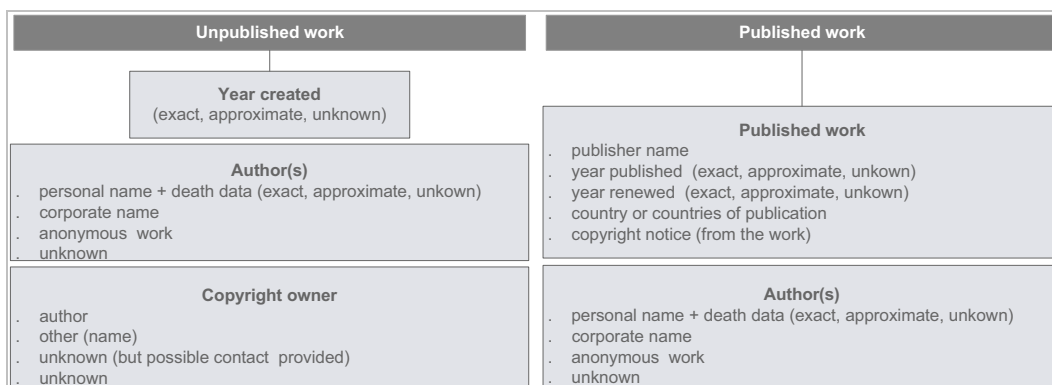 Unpublished work
Year created
(exact, approximate, unknown)
Author(s)
. personal name + death data (exact, approximate, unkown)
. corporate name
. anonymous work
. unknown
Copyright owner
. author
. other (name)
. unknown (but possible contact provided)
. unknown
Published work
Published work
. publisher name
. year published (exact, approximate, unkown)
. year renewed (exact, approximate, unknown)
. country or countries of publication
. copyright notice (from the work)
Author(s)
. personal name + death data (exact, approximate, unkown)
. corporate name
. anonymous work
. unknown